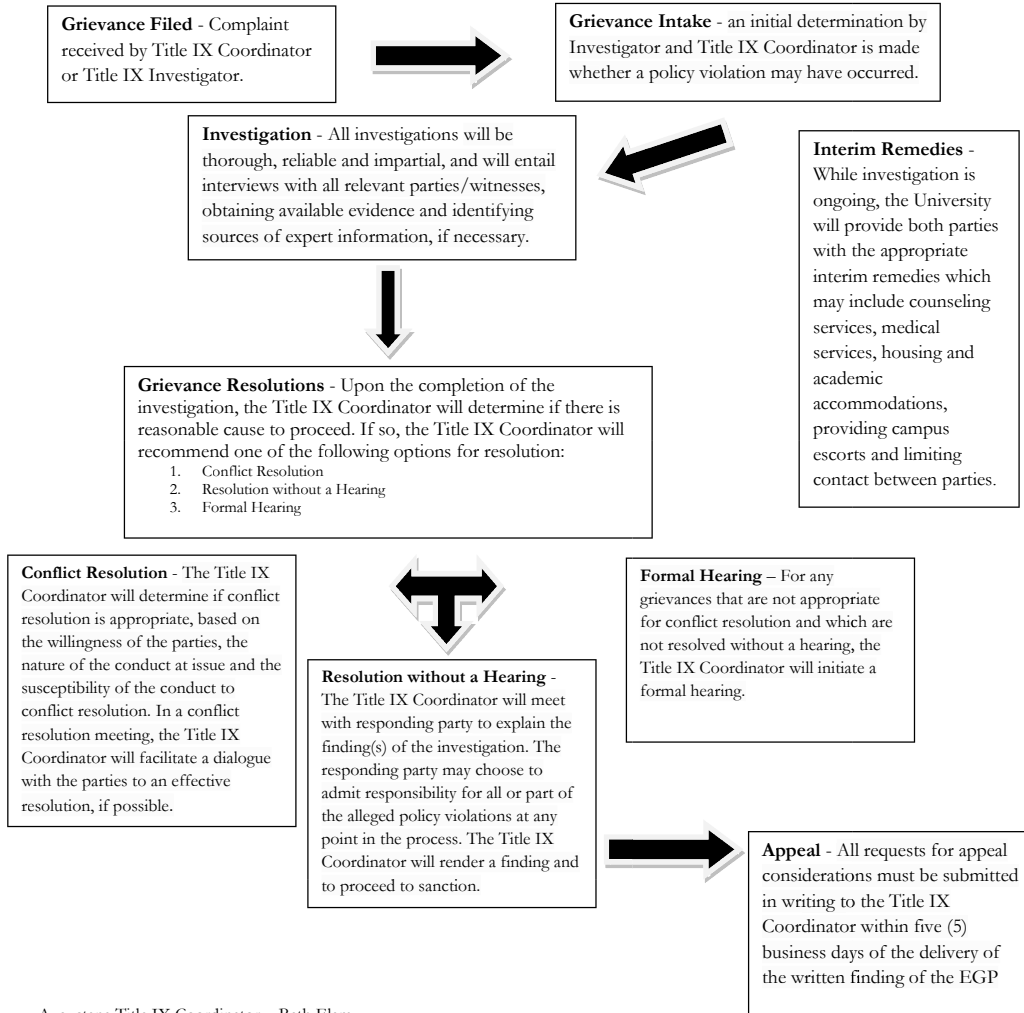 Grievance Filed - Complaint
received by Title IX Coordinator
or Title IX Investigator.
Grievance Intake - an initial determination by
Investigator and Title IX Coordinator is made
whether a policy violation may have occurred.
Investigation - All investigations will be
thorough, reliable and impartial, and will entail
interviews with all relevant parties/witnesses,
obtaining available evidence and identifying
sources of expert information, if necessary.
Interim Remedies -
While investigation is
ongoing, the University
will provide both parties
with the appropriate
interim remedies which
may include counseling
services, medical
services, housing and
academic
accommodations,
providing campus
escorts and limiting
contact between parties.
Grievance Resolutions - Upon the completion of the
investigation, the Title IX Coordinator will determine if there is
reasonable cause to proceed. If so, the Title IX Coordinator will
recommend one of the following options for resolution:
1. Conflict Resolution
2. Resolution without a Hearing
3. Formal Hearing
Conflict Resolution - The Title IX
Coordinator will determine if conflict
resolution is appropriate, based on
the willingness of the parties, the
nature of the conduct at issue and the
susceptibility of the conduct to
conflict resolution. In a conflict
resolution meeting, the Title IX
Coordinator will facilitate a dialogue
with the parties to an effective
resolution, if possible.
Resolution without a Hearing -
The Title IX Coordinator will meet
with responding party to explain the
finding(s) of the investigation. The
responding party may choose to
admit responsibility for all or part of
the alleged policy violations at any
point in the process. The Title IX
Coordinator will render a finding and
to proceed to sanction.
Formal Hearing – For any
grievances that are not appropriate
for conflict resolution and which are
not resolved without a hearing, the
Title IX Coordinator will initiate a
formal hearing.
Appeal - All requests for appeal
considerations must be submitted
in writing to the Title IX
Coordinator within five (5)
business days of the delivery of
the written finding of the EGP
Title IX Coordinator Beth